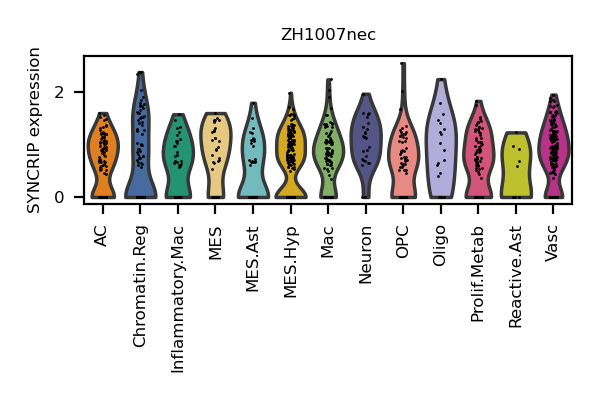 ZH1007nec
SYNCRIP expression
2
0
AC
Chromatin.Reg
Inflammatory.Mac
MES
MES.Ast
MES.Hyp
Mac
Neuron
OPC
Oligo
Prolif.Metab
Reactive.Ast
Vasc